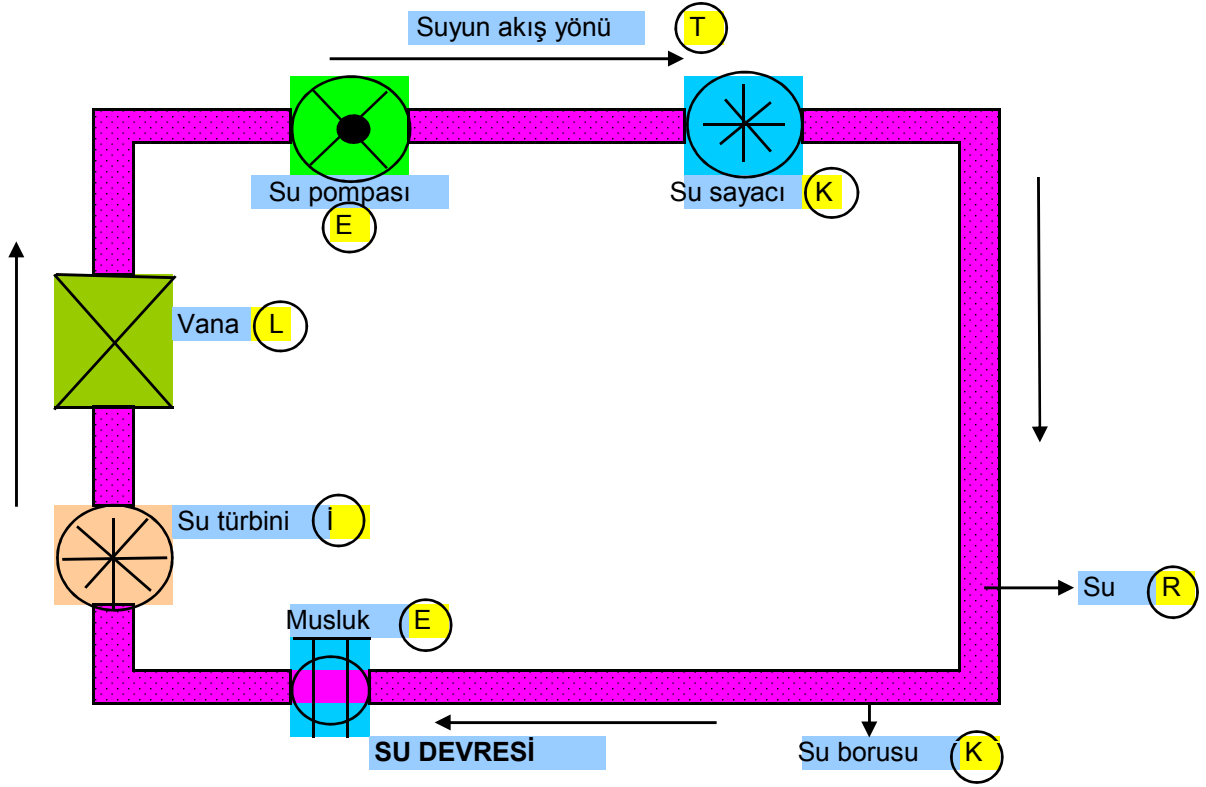 Suyun akış yönü T
Su pompası
E
Su sayacı K
Vana L
Su türbini İ
Su R
Musluk E
SU DEVRESİ
Su borusu K